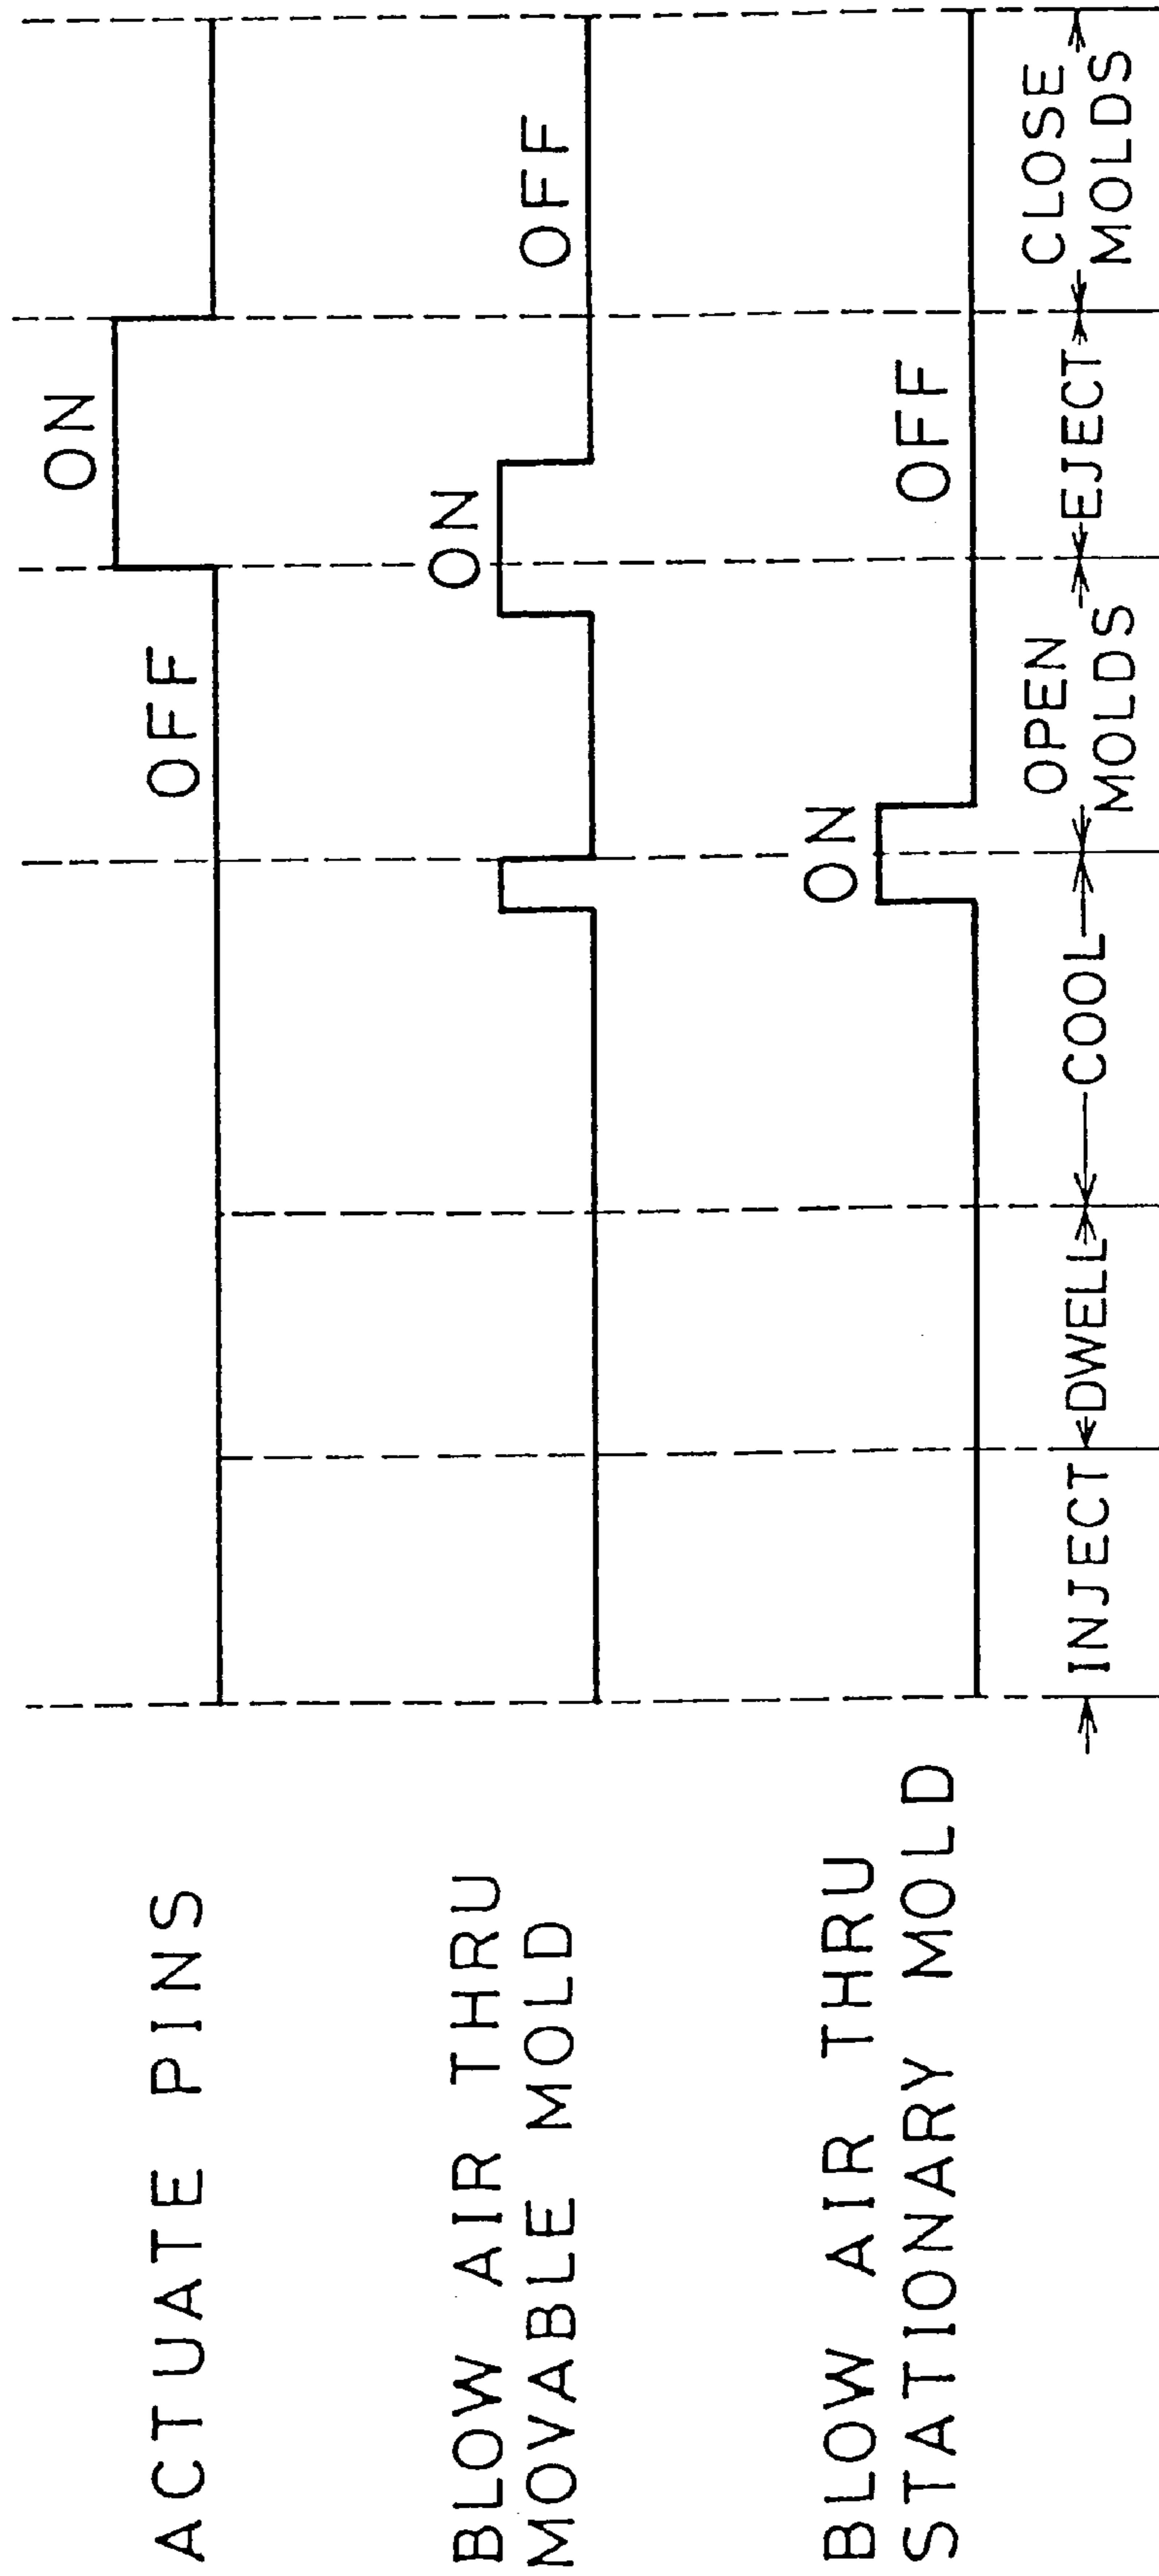 ACTUATE PINS
OFF
ON
BLOW AIR THRU
MOVABLE MOLD
ON
OFF
BLOW AIR THRU
STATIONARY MOLD
ON
OFF
INJECT
DWELL
COOL
OPEN
MOLDS
EJECT
CLOSE
MOLDS